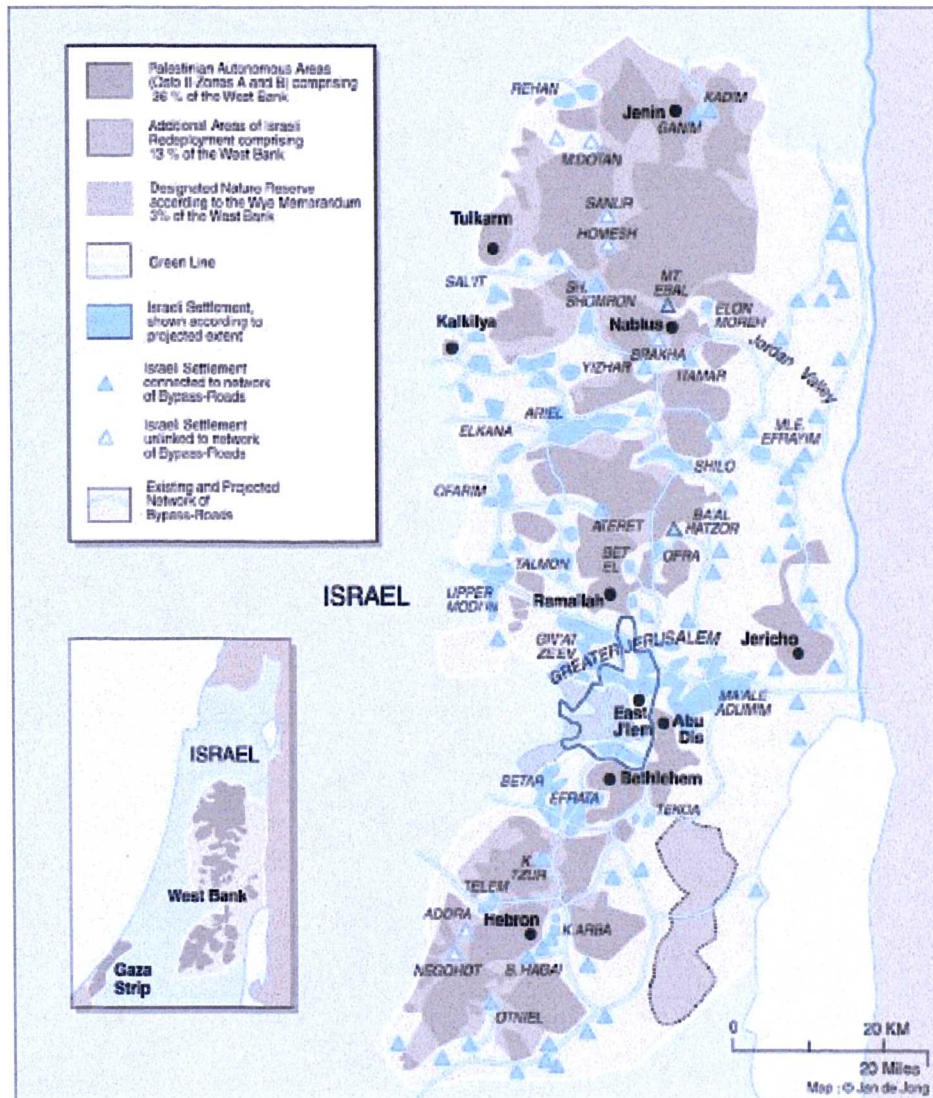 Palestinian Autonomous Areas
(Oslo II Zones A and B) comprising
36 % of the West Bank
Additional Areas of Israeli
Redeployment comprising
13 % of the West Bank
Designated Nature Reserve
according to the Wye Memorandum
3% of the West Bank
Green Line
Israeli Settlement,
shown according to
projected extent
Israeli Settlement
connected to network
of Bypass-Roads
Israeli Settlement
unlinked to network
of Bypass-Roads
Existing and Projected
Network of
Bypass-Roads
REHAN
KADIM
Jenin
GANIM
M.DOTAN
SANUR
Tulkarm
HOMESH
SAL'IT
SH.
SHOMRON
MT.
EBAL
ELON
MOREH
Kalkilya
Nablus
BRAKHA
YIZHAR
ITAMAR
Jordan Valley
ARIEL
ELKANA
MLE.
EFRAYIM
SHILO
OFARIM
ATERET
BA'AL
HATZOR
BET
EL
OFRA
TALMON
ISRAEL
UPPER
MODI'IN
Ramallah
GIV'AT
ZEEV
GREATER JERUSALEM
Jericho
MA'ALE
ADUMIM
East
J'lem
Abu
Dis
BETAR
Bethlehem
EFRATA
TEKOA
K.
TZUR
TELEM
ADORA
Hebron
K.ARBA
NEGOHOT
B. HAGAI
OTNIEL
ISRAEL
West Bank
Gaza
Strip
0 20 KM
20 Miles
Map : © Jan de Jong